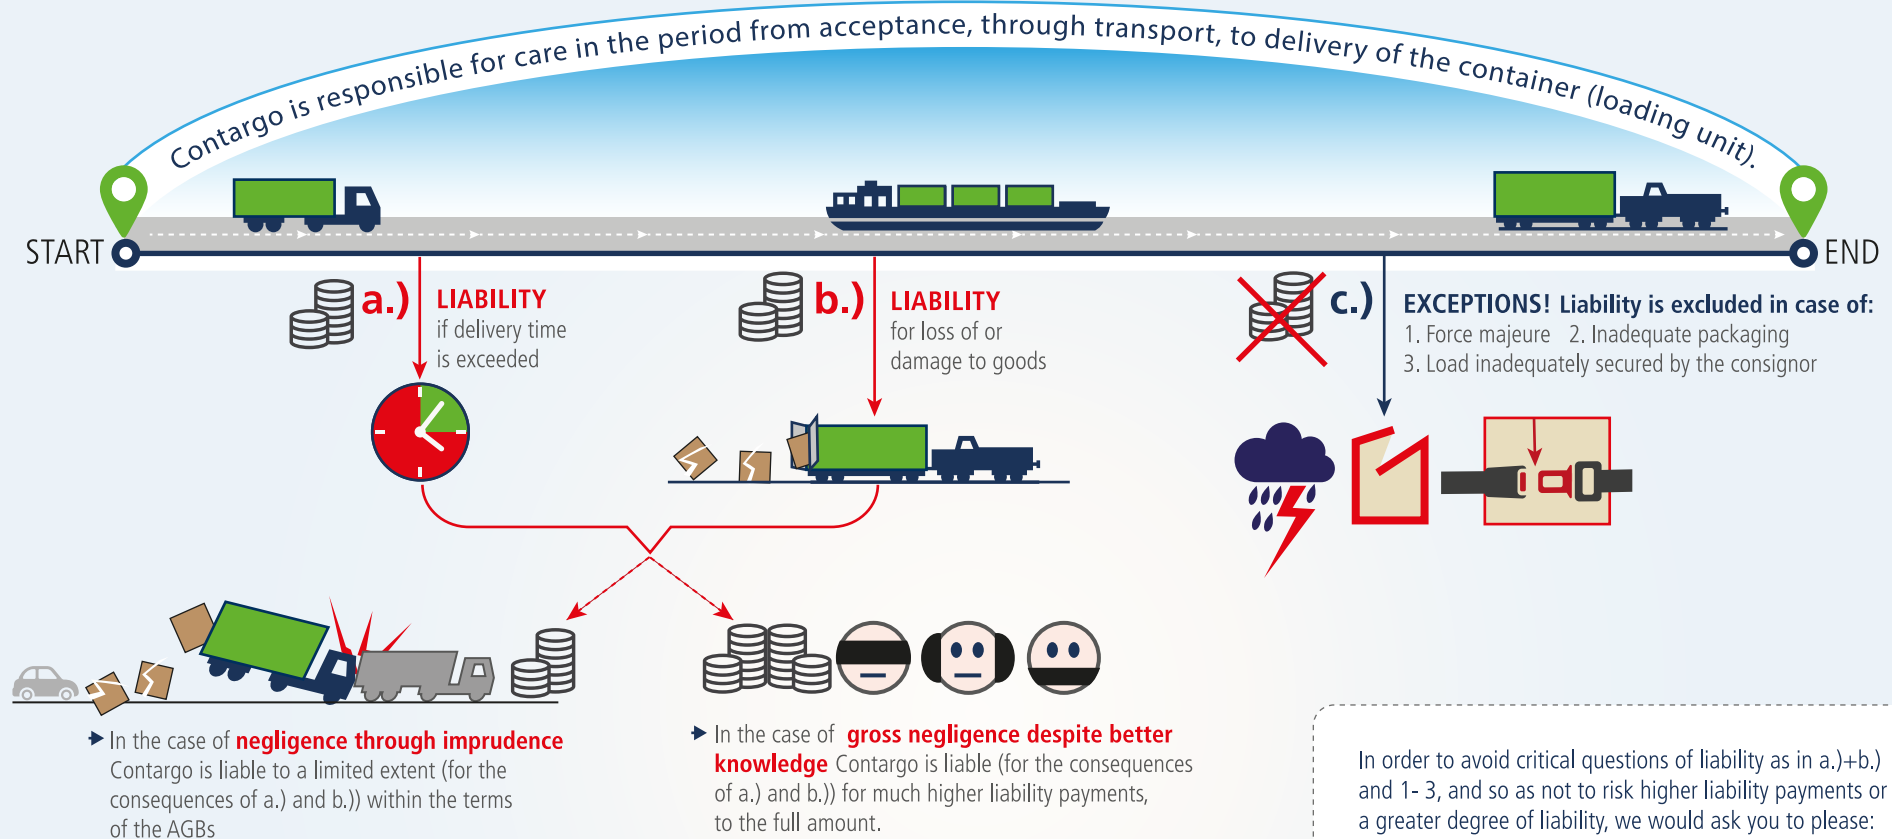 Contargo is responsible for care in the period from acceptance, through transport, to delivery of the container (loading unit).
START
END
a.)
LIABILITY
if delivery time
is exceeded
b.)
LIABILITY
for loss of or
damage to goods
c.)
EXCEPTIONS! Liability is excluded in case of:
1. Force majeure 2. Inadequate packaging
3. Load inadequately secured by the consignor
In the case of negligence through imprudence
Contargo is liable to a limited extent (for the
consequences of a.) and b.)) within the terms
of the AGBs
In the case of gross negligence despite better
knowledge Contargo is liable (for the consequences
of a.) and b.)) for much higher liability payments,
to the full amount.
In order to avoid critical questions of liability as in a.)+b.)
and 1- 3, and so as not to risk higher liability payments or
a greater degree of liability, we would ask you to please: